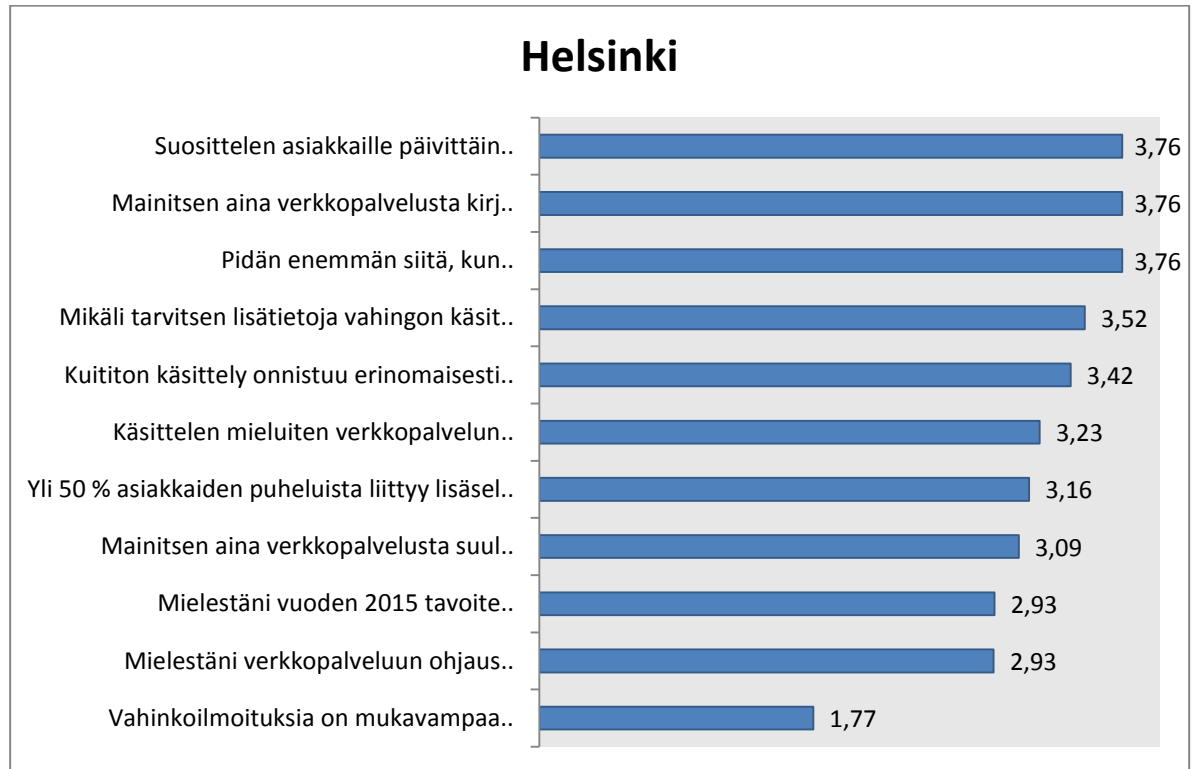 Helsinki
Suosittelen asiakkaille päivittäin.. 3,76
Mainitsen aina verkkopalvelusta kirj.. 3,76
Pidän enemmän siitä, kun.. 3,76
Mikäli tarvitsen lisätietoja vahingon käsit.. 3,52
Kuititon käsittely onnistuu erinomaisesti.. 3,42
Käsittelen mieluiten verkkopalvelun.. 3,23
Yli 50 % asiakkaiden puheluista liittyy lisäsel.. 3,16
Mainitsen aina verkkopalvelusta suul.. 3,09
Mielestäni vuoden 2015 tavoite.. 2,93
Mielestäni verkkopalveluun ohjaus.. 2,93
Vahinkoilmoituksia on mukavampaa.. 1,77